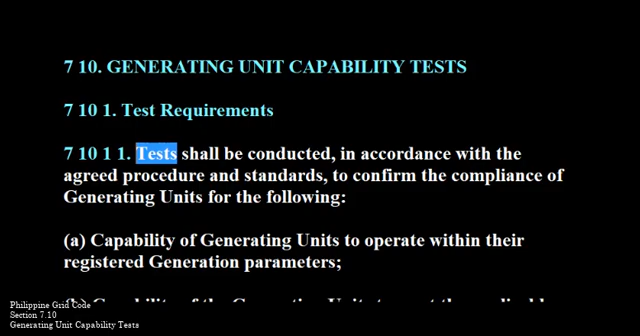 7 10. GENERATING UNIT CAPABILITY TESTS
7 10 1. Test Requirements
7 10 1 1. Tests shall be conducted, in accordance with the
agreed procedure and standards, to confirm the compliance of
Generating Units for the following:
(a) Capability of Generating Units to operate within their
registered Generation parameters;
Philippine Grid Code
Section 7.10
Generating Unit Capability Tests